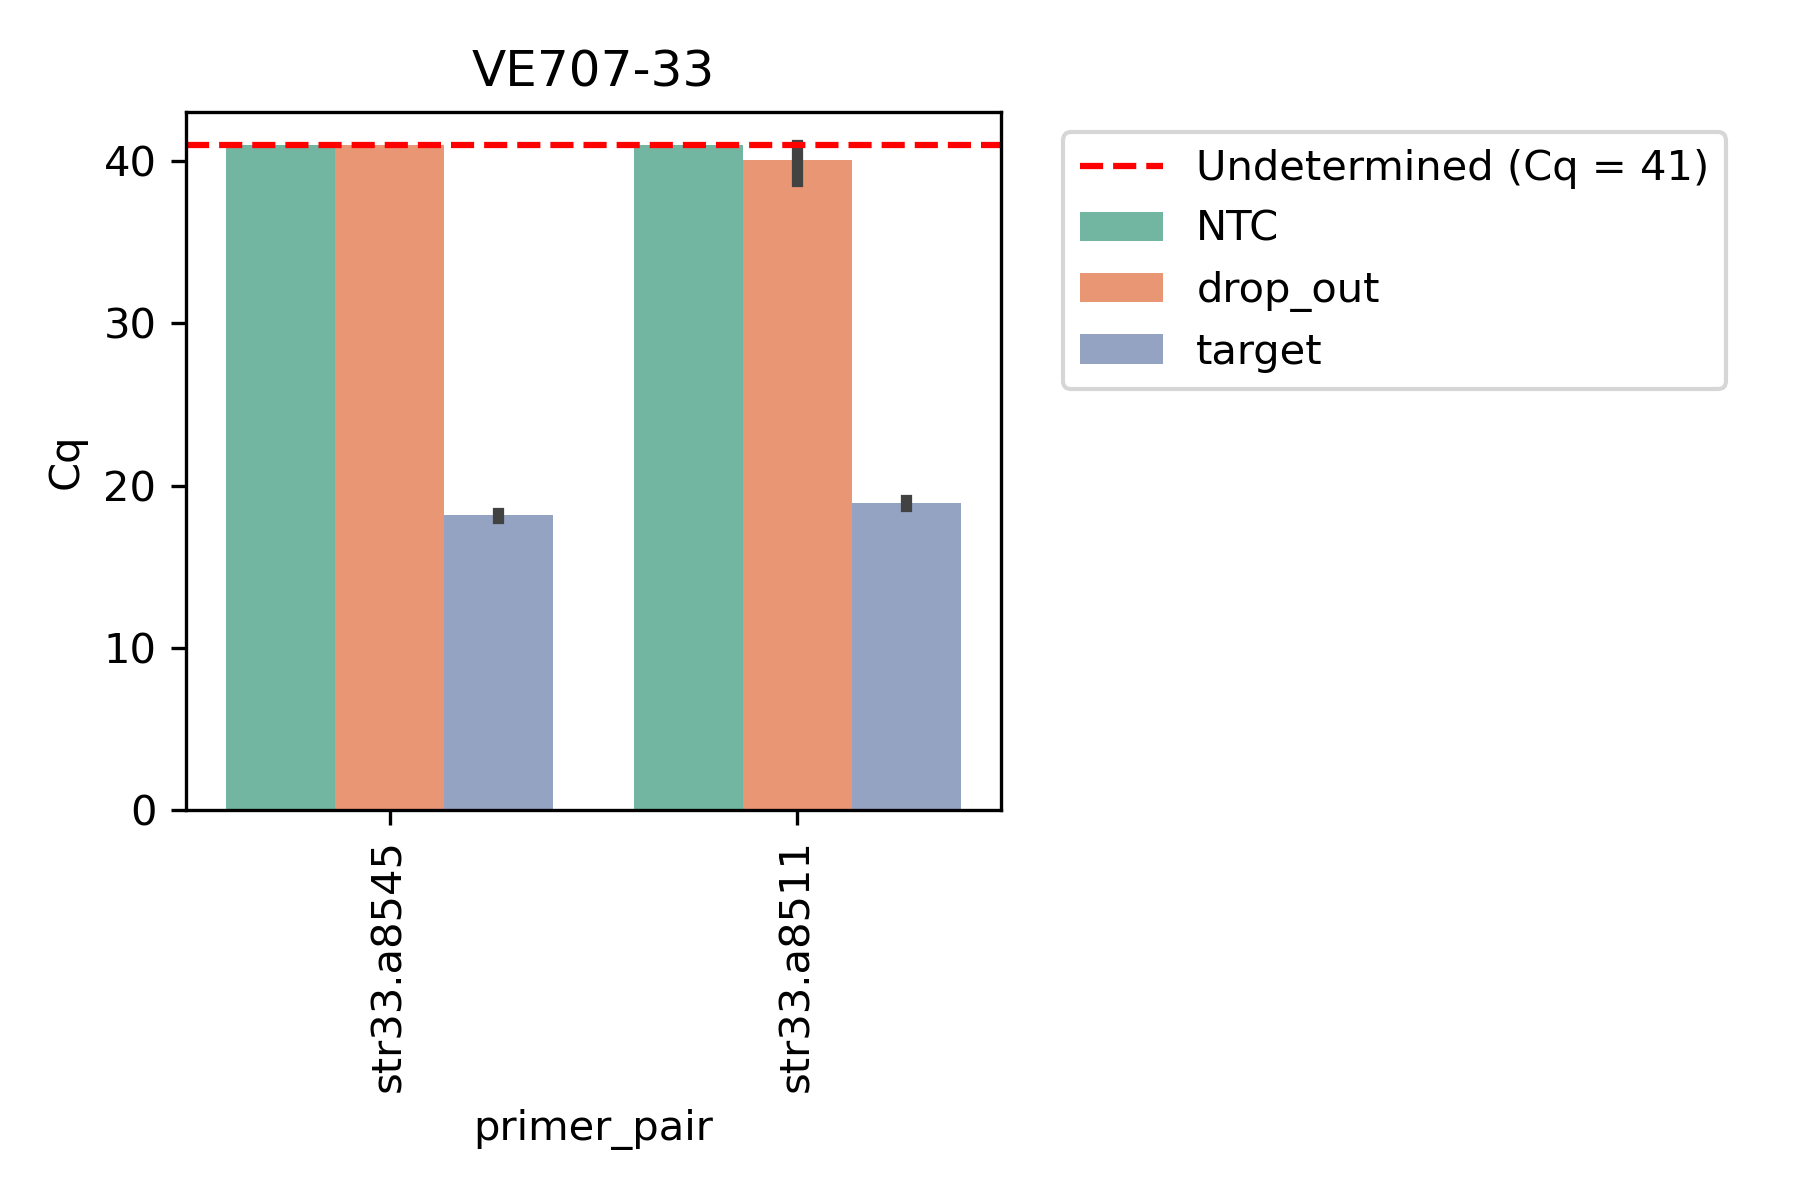 VE707-33
Cq
40
30
20
10
0
str33.a8545
str33.a8511
primer_pair
Undetermined (Cq = 41)
NTC
drop_out
target